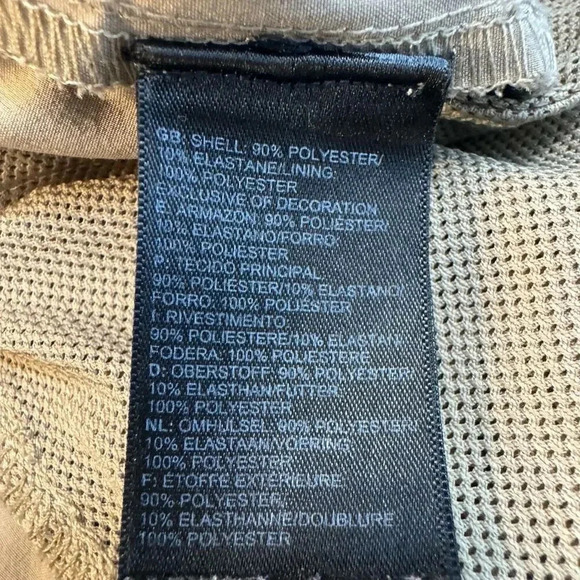 GB: SHELL: 90% POLYESTER/
10% ELASTANE/LINING:
100% POLYESTER
EXCLUSIVE OF DECORATION
E: ARMAZON: 90% POLIESTER/
10% ELASTANO/FORRO:
100% POLIESTER
P: TECIDO PRINCIPAL:
90% POLIESTER/10% ELASTANO/
FORRO: 100% POLIESTER
I: RIVESTIMENTO:
90% POLIESTERE/10% ELASTAN/
FODERA: 100% POLIESTERE
D: OBERSTOFF: 90% POLYESTER/
10% ELASTHAN/FUTTER:
100% POLYESTER
NL: OMHULSEL: 90% POLYESTER/
10% ELASTAAN/VOERING:
100% POLYESTER
F: ÉTOFFE EXTÉRIEURE:
90% POLYESTER/
10% ELASTHANNE/DOUBLURE:
100% POLYESTER